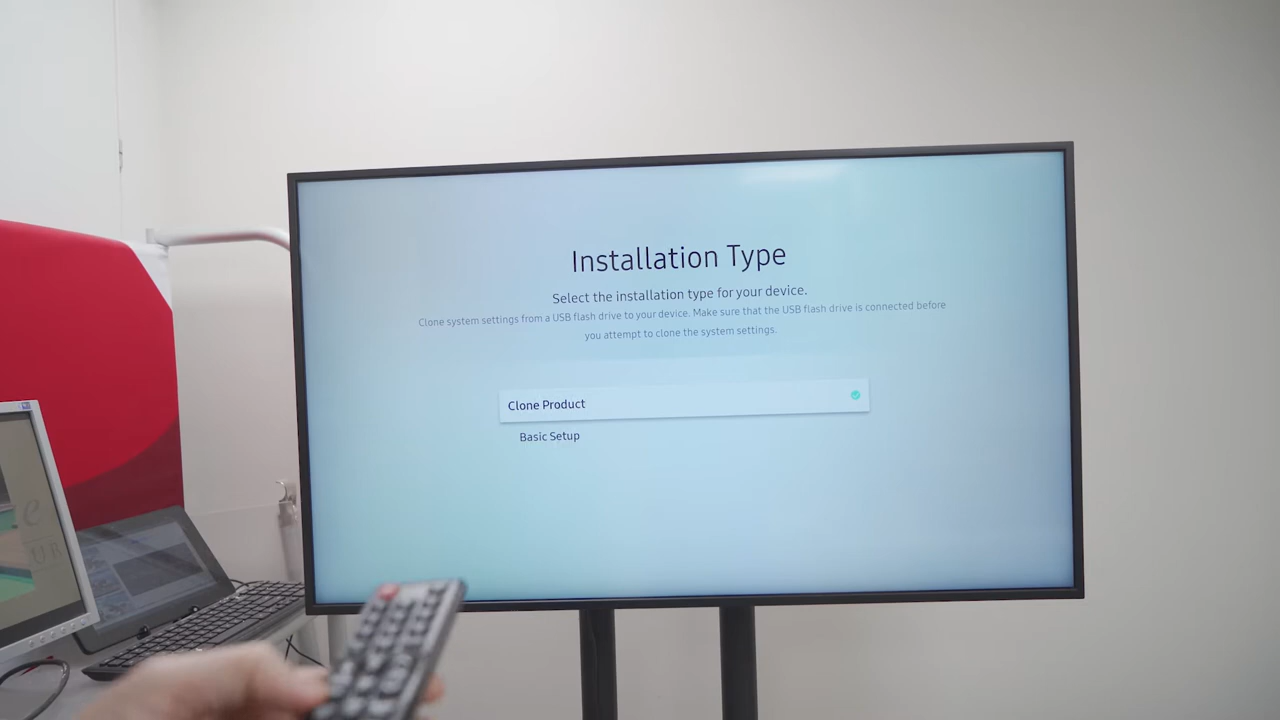 Installation Type
Select the installation type for your device.
Clone system settings from a USB flash drive to your device. Make sure that the USB flash drive is connected before
you attempt to clone the system settings.
Clone Product
Basic Setup
e
UR